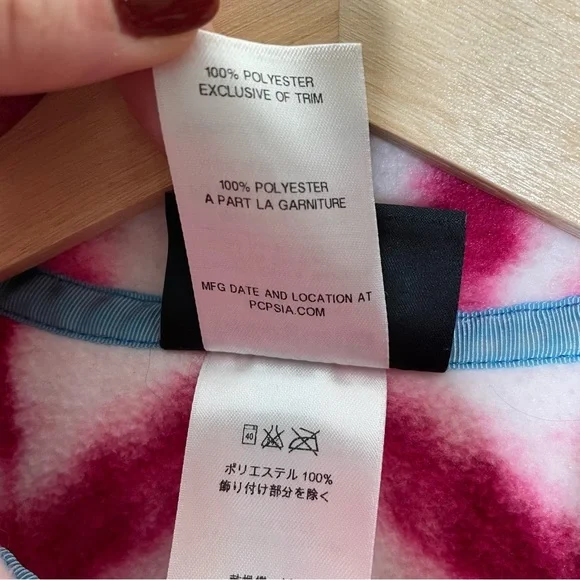 100% POLYESTER
EXCLUSIVE OF TRIM
100% POLYESTER
A PART LA GARNITURE
MFG DATE AND LOCATION AT
PCPSIA.COM
40
ポリエステル 100%
飾り付け部分を除く